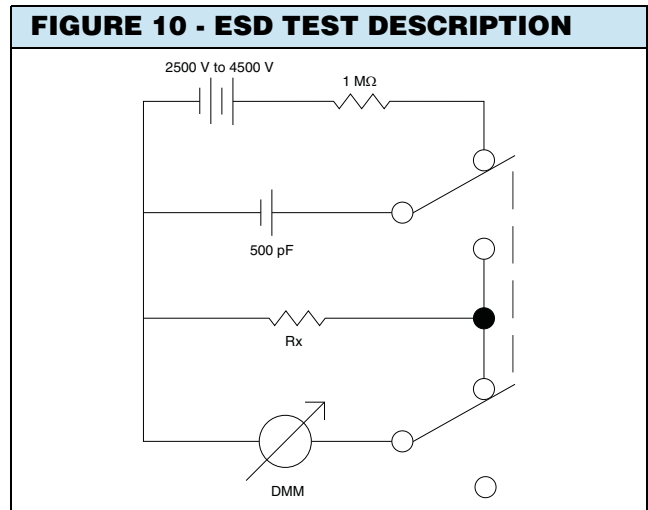 FIGURE 10 - ESD TEST DESCRIPTION
2500 V to 4500 V
1 MΩ
500 pF
Rx
DMM